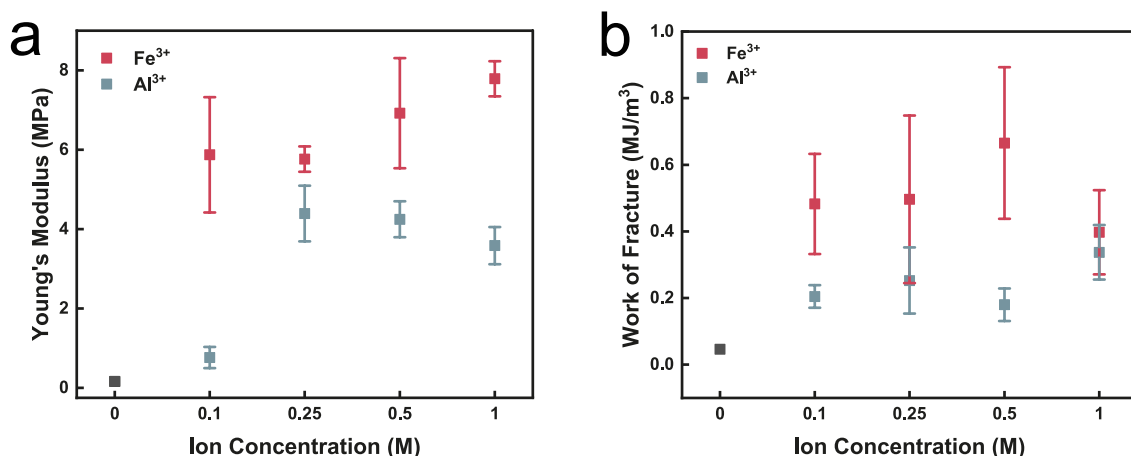 a
Fe³⁺
Al³⁺
Young's Modulus (MPa)
8
6
4
2
0
0 0.1 0.25 0.5 1
Ion Concentration (M)
b
Fe³⁺
Al³⁺
Work of Fracture (MJ/m³)
1.0
0.8
0.6
0.4
0.2
0.0
0 0.1 0.25 0.5 1
Ion Concentration (M)